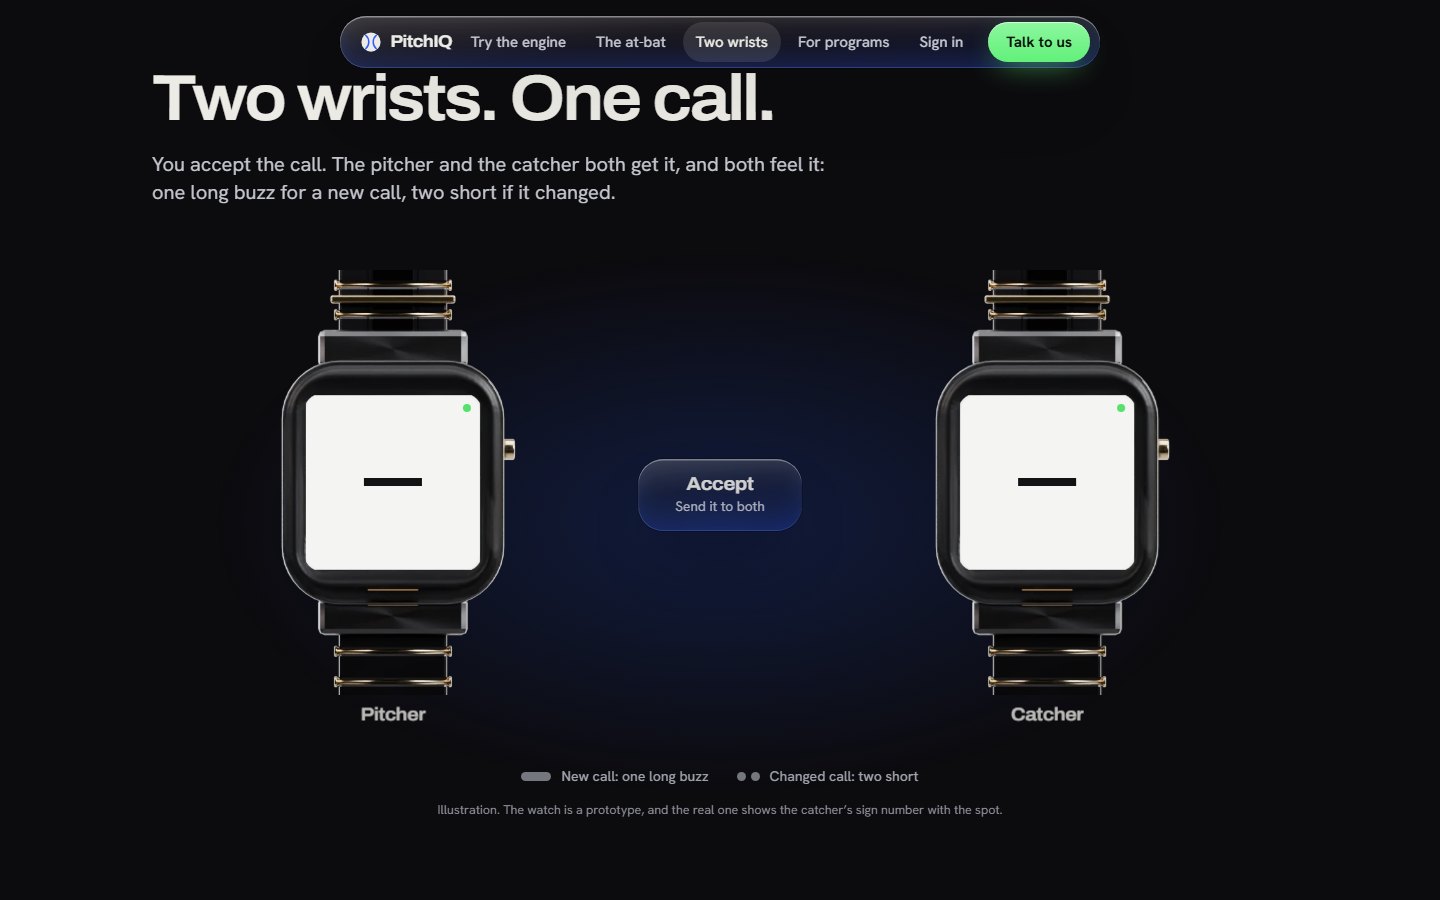 PitchIQ Try the engine The at-bat Two wrists For programs Sign in Talk to us
Two wrists. One call.
You accept the call. The pitcher and the catcher both get it, and both feel it:
one long buzz for a new call, two short if it changed.
Accept
Send it to both
Pitcher Catcher
New call: one long buzz Changed call: two short
Illustration. The watch is a prototype, and the real one shows the catcher’s sign number with the spot.